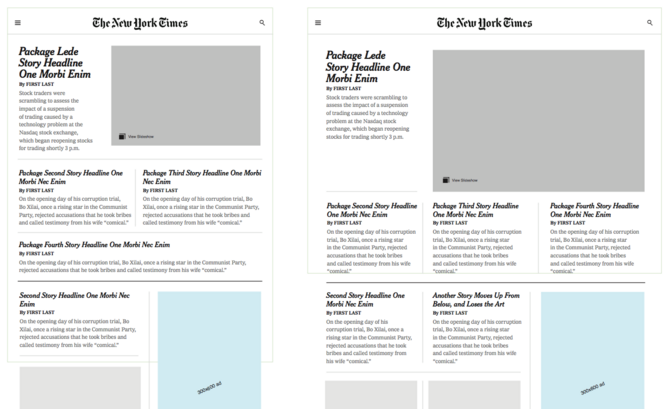 The New York Times
Package Lede
Story Headline
One Morbi Enim
By FIRST LAST
Stock traders were
scrambling to assess the
impact of a suspension
of trading caused by a
technology problem at the
Nasdaq stock exchange,
which began reopening stocks
for trading shortly 3 p.m.
View Slideshow
Package Second Story Headline One
Morbi Nec Enim
By FIRST LAST
On the opening day of his corruption trial,
Bo Xilai, once a rising star in the Communist
Party, rejected accusations that he took bribes
and called testimony from his wife “comical.”
Package Third Story Headline One Morbi
Nec Enim
By FIRST LAST
On the opening day of his corruption trial, Bo
Xilai, once a rising star in the Communist Party,
rejected accusations that he took bribes and
called testimony from his wife “comical.”
Package Fourth Story Headline One Morbi Nec Enim
By FIRST LAST
On the opening day of his corruption trial, Bo Xilai, once a rising star in the Communist
Party, rejected accusations that he took bribes and called testimony from his wife “comical.”
Second Story Headline One Morbi Nec
Enim
By FIRST LAST
On the opening day of his corruption trial,
Bo Xilai, once a rising star in the Communist Party,
rejected accusations that he took bribes and
called testimony from his wife “comical.”
300x600 ad
The New York Times
Package Lede
Story Headline One
Morbi Enim
By FIRST LAST
Stock traders were scrambling to
assess the impact of a suspension of
trading caused by a technology
problem at the Nasdaq stock
exchange, which began reopening
stocks for trading shortly 3 p.m.
View Slideshow
Package Second Story Headline
One Morbi Nec Enim
By FIRST LAST
On the opening day of his
corruption trial, Bo Xilai, once a
rising star in the Communist
Party, rejected accusations that
he took bribes and called
testimony from his wife
“comical.”
Package Third Story Headline
One Morbi Nec Enim
By FIRST LAST
On the opening day of his
corruption trial, Bo Xilai, once a
rising star in the Communist
Party, rejected accusations that
he took bribes and called
testimony from his wife
“comical.”
Package Fourth Story
Headline One Morbi Nec Enim
By FIRST LAST
On the opening day of his
corruption trial, Bo Xilai, once a
rising star in the Communist
Party, rejected accusations that
he took bribes and called
testimony from his wife
“comical.”
Second Story Headline One
Morbi Nec Enim
By FIRST LAST
On the opening day of his
corruption trial, Bo Xilai, once a
rising star in the Communist
Party, rejected accusations that
he took bribes and called
testimony from his wife
“comical.”
Another Story Moves Up From
Below, and Loses the Art
By FIRST LAST
On the opening day of his corruption
trial, Bo Xilai, once a rising star in
the Communist Party, rejected
accusations that he took bribes and
called testimony from his wife
“comical.”
300x600 ad